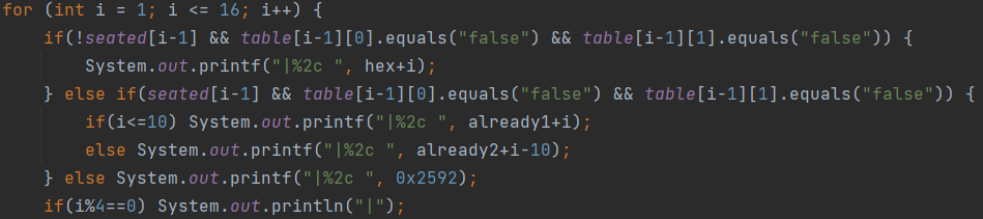 for (int i = 1; i <= 16; i++) {
    if(!seated[i-1] && table[i-1][0].equals("false") && table[i-1][1].equals("false")) {
        System.out.printf("|%2c ", hex+i);
    } else if(seated[i-1] && table[i-1][0].equals("false") && table[i-1][1].equals("false")) {
        if(i<=10) System.out.printf("|%2c ", already1+i);
        else System.out.printf("|%2c ", already2+i-10);
    } else System.out.printf("|%2c ", 0x2592);
    if(i%4==0) System.out.println("|");